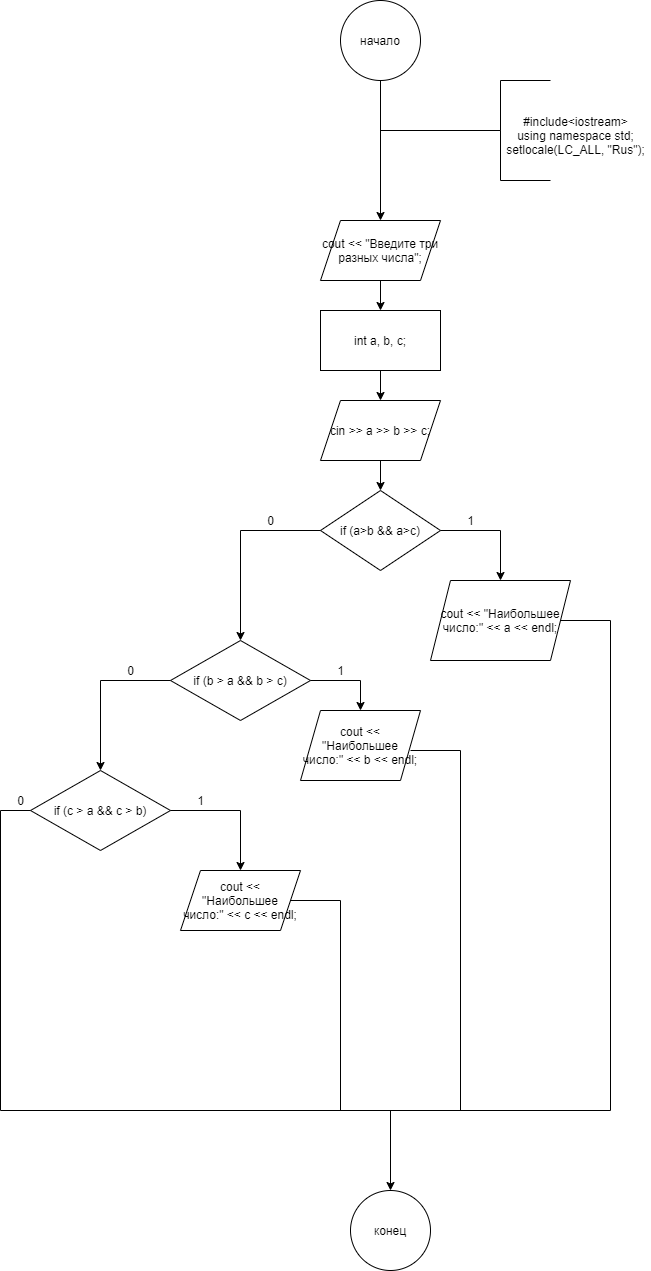 начало
#include<iostream>
using namespace std;
setlocale(LC_ALL, "Rus");
cout << "Введите три
разных числа";
int a, b, c;
cin >> a >> b >> c;
if (a>b && a>c)
0
1
cout << "Наибольшее
число:" << a << endl;
if (b > a && b > c)
0
1
cout <<
"Наибольшее
число:" << b << endl;
if (c > a && c > b)
0
1
cout <<
"Наибольшее
число:" << c << endl;
конец